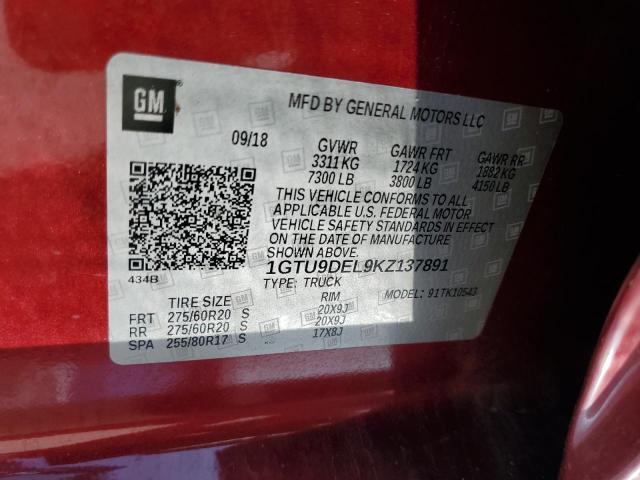 GM
MFD BY GENERAL MOTORS LLC
09/18
GVWR GAWR FRT GAWR RR
3311 KG 1724 KG 1882 KG
7300 LB 3800 LB 4150 LB
THIS VEHICLE CONFORMS TO ALL
APPLICABLE U.S. FEDERAL MOTOR
VEHICLE SAFETY STANDARDS IN EFFECT
ON THE DATE OF MANUFACTURE
SHOWN ABOVE.
1GTU9DEL9KZ137891
434B
TYPE: TRUCK MODEL: 91TK10543
TIRE SIZE RIM
FRT 275/60R20 S 20X9J
RR 275/60R20 S 20X9J
SPA 255/80R17 S 17X8J